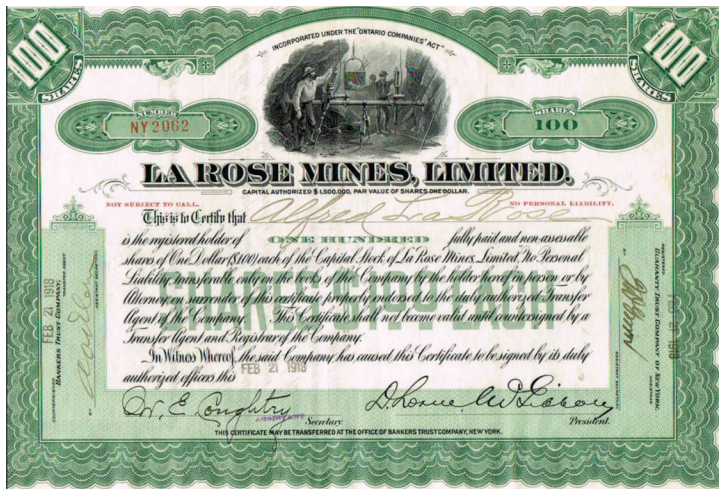 INCORPORATED UNDER THE "ONTARIO COMPANIES' ACT"
100
SHARES
100
SHARES
NUMBER
NY2062
SHARES
100
LA ROSE MINES, LIMITED.
CAPITAL AUTHORIZED $1,500,000, PAR VALUE OF SHARES ONE DOLLAR.
NOT SUBJECT TO CALL.
NO PERSONAL LIABILITY.
This is to Certify that Alfred La Rose
is the registered holder of ONE HUNDRED fully paid and non-assessable
shares of One Dollar ($1.00) each of the Capital Stock of La Rose Mines, Limited. No Personal
Liability, transferable only on the books of the Company by the holder hereof in person or by
Attorney on surrender of this certificate properly endorsed to the duly authorized Transfer
Agent of the Company. This Certificate shall not become valid until countersigned by a
Transfer Agent and Registrar of the Company.
SHARES $1.00 EACH
In Witness Whereof, the said Company has caused this Certificate to be signed by its duly
authorized officers this FEB 21 1918
Secretary.
President.
THIS CERTIFICATE MAY BE TRANSFERRED AT THE OFFICE OF BANKERS TRUST COMPANY, NEW YORK.
FEB 21 1918
BANKERS TRUST COMPANY,
GUARANTY TRUST COMPANY OF NEW YORK,
FEB 21 1918